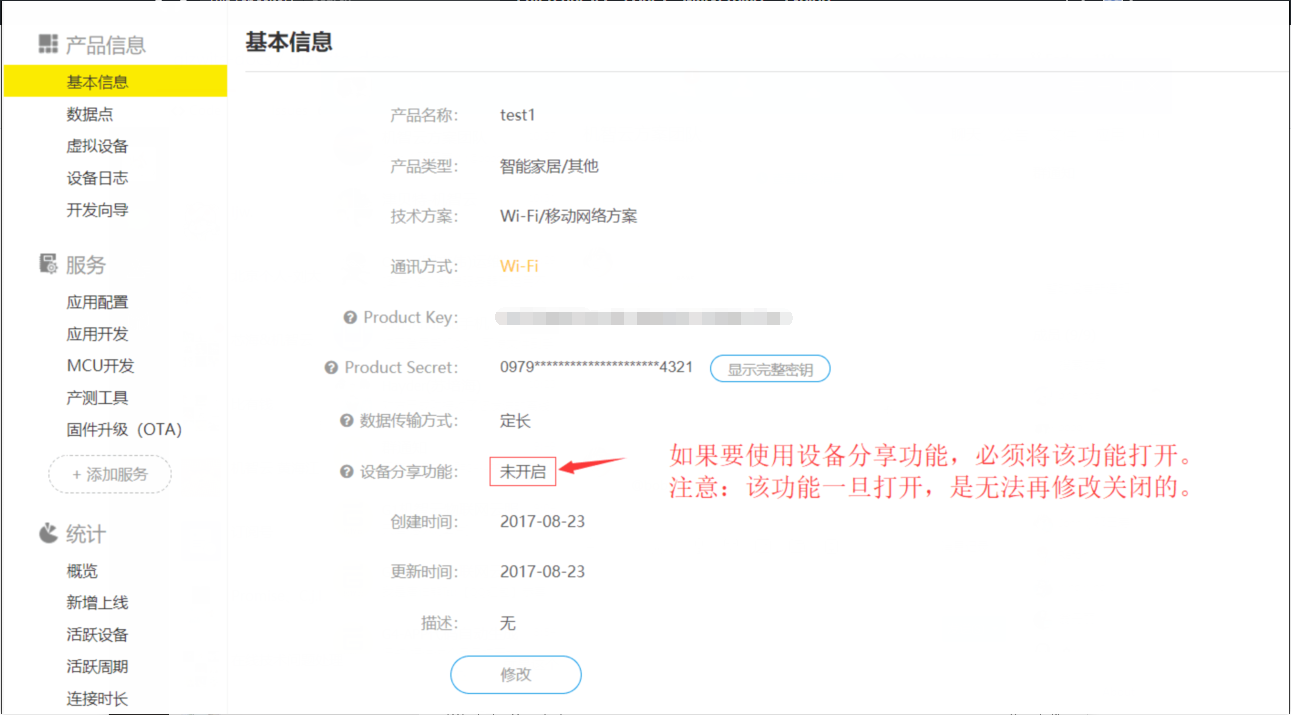 产品信息
基本信息
数据点
虚拟设备
设备日志
开发向导
服务
应用配置
应用开发
MCU开发
产测工具
固件升级（OTA）
+ 添加服务
统计
概览
新增上线
活跃设备
活跃周期
连接时长
基本信息
产品名称： test1
产品类型： 智能家居/其他
技术方案： Wi-Fi/移动网络方案
通讯方式： Wi-Fi
Product Key：
Product Secret： 0979*********************4321 显示完整密钥
数据传输方式： 定长
设备分享功能： 未开启
如果要使用设备分享功能，必须将该功能打开。
注意：该功能一旦打开，是无法再修改关闭的。
创建时间： 2017-08-23
更新时间： 2017-08-23
描述： 无
修改